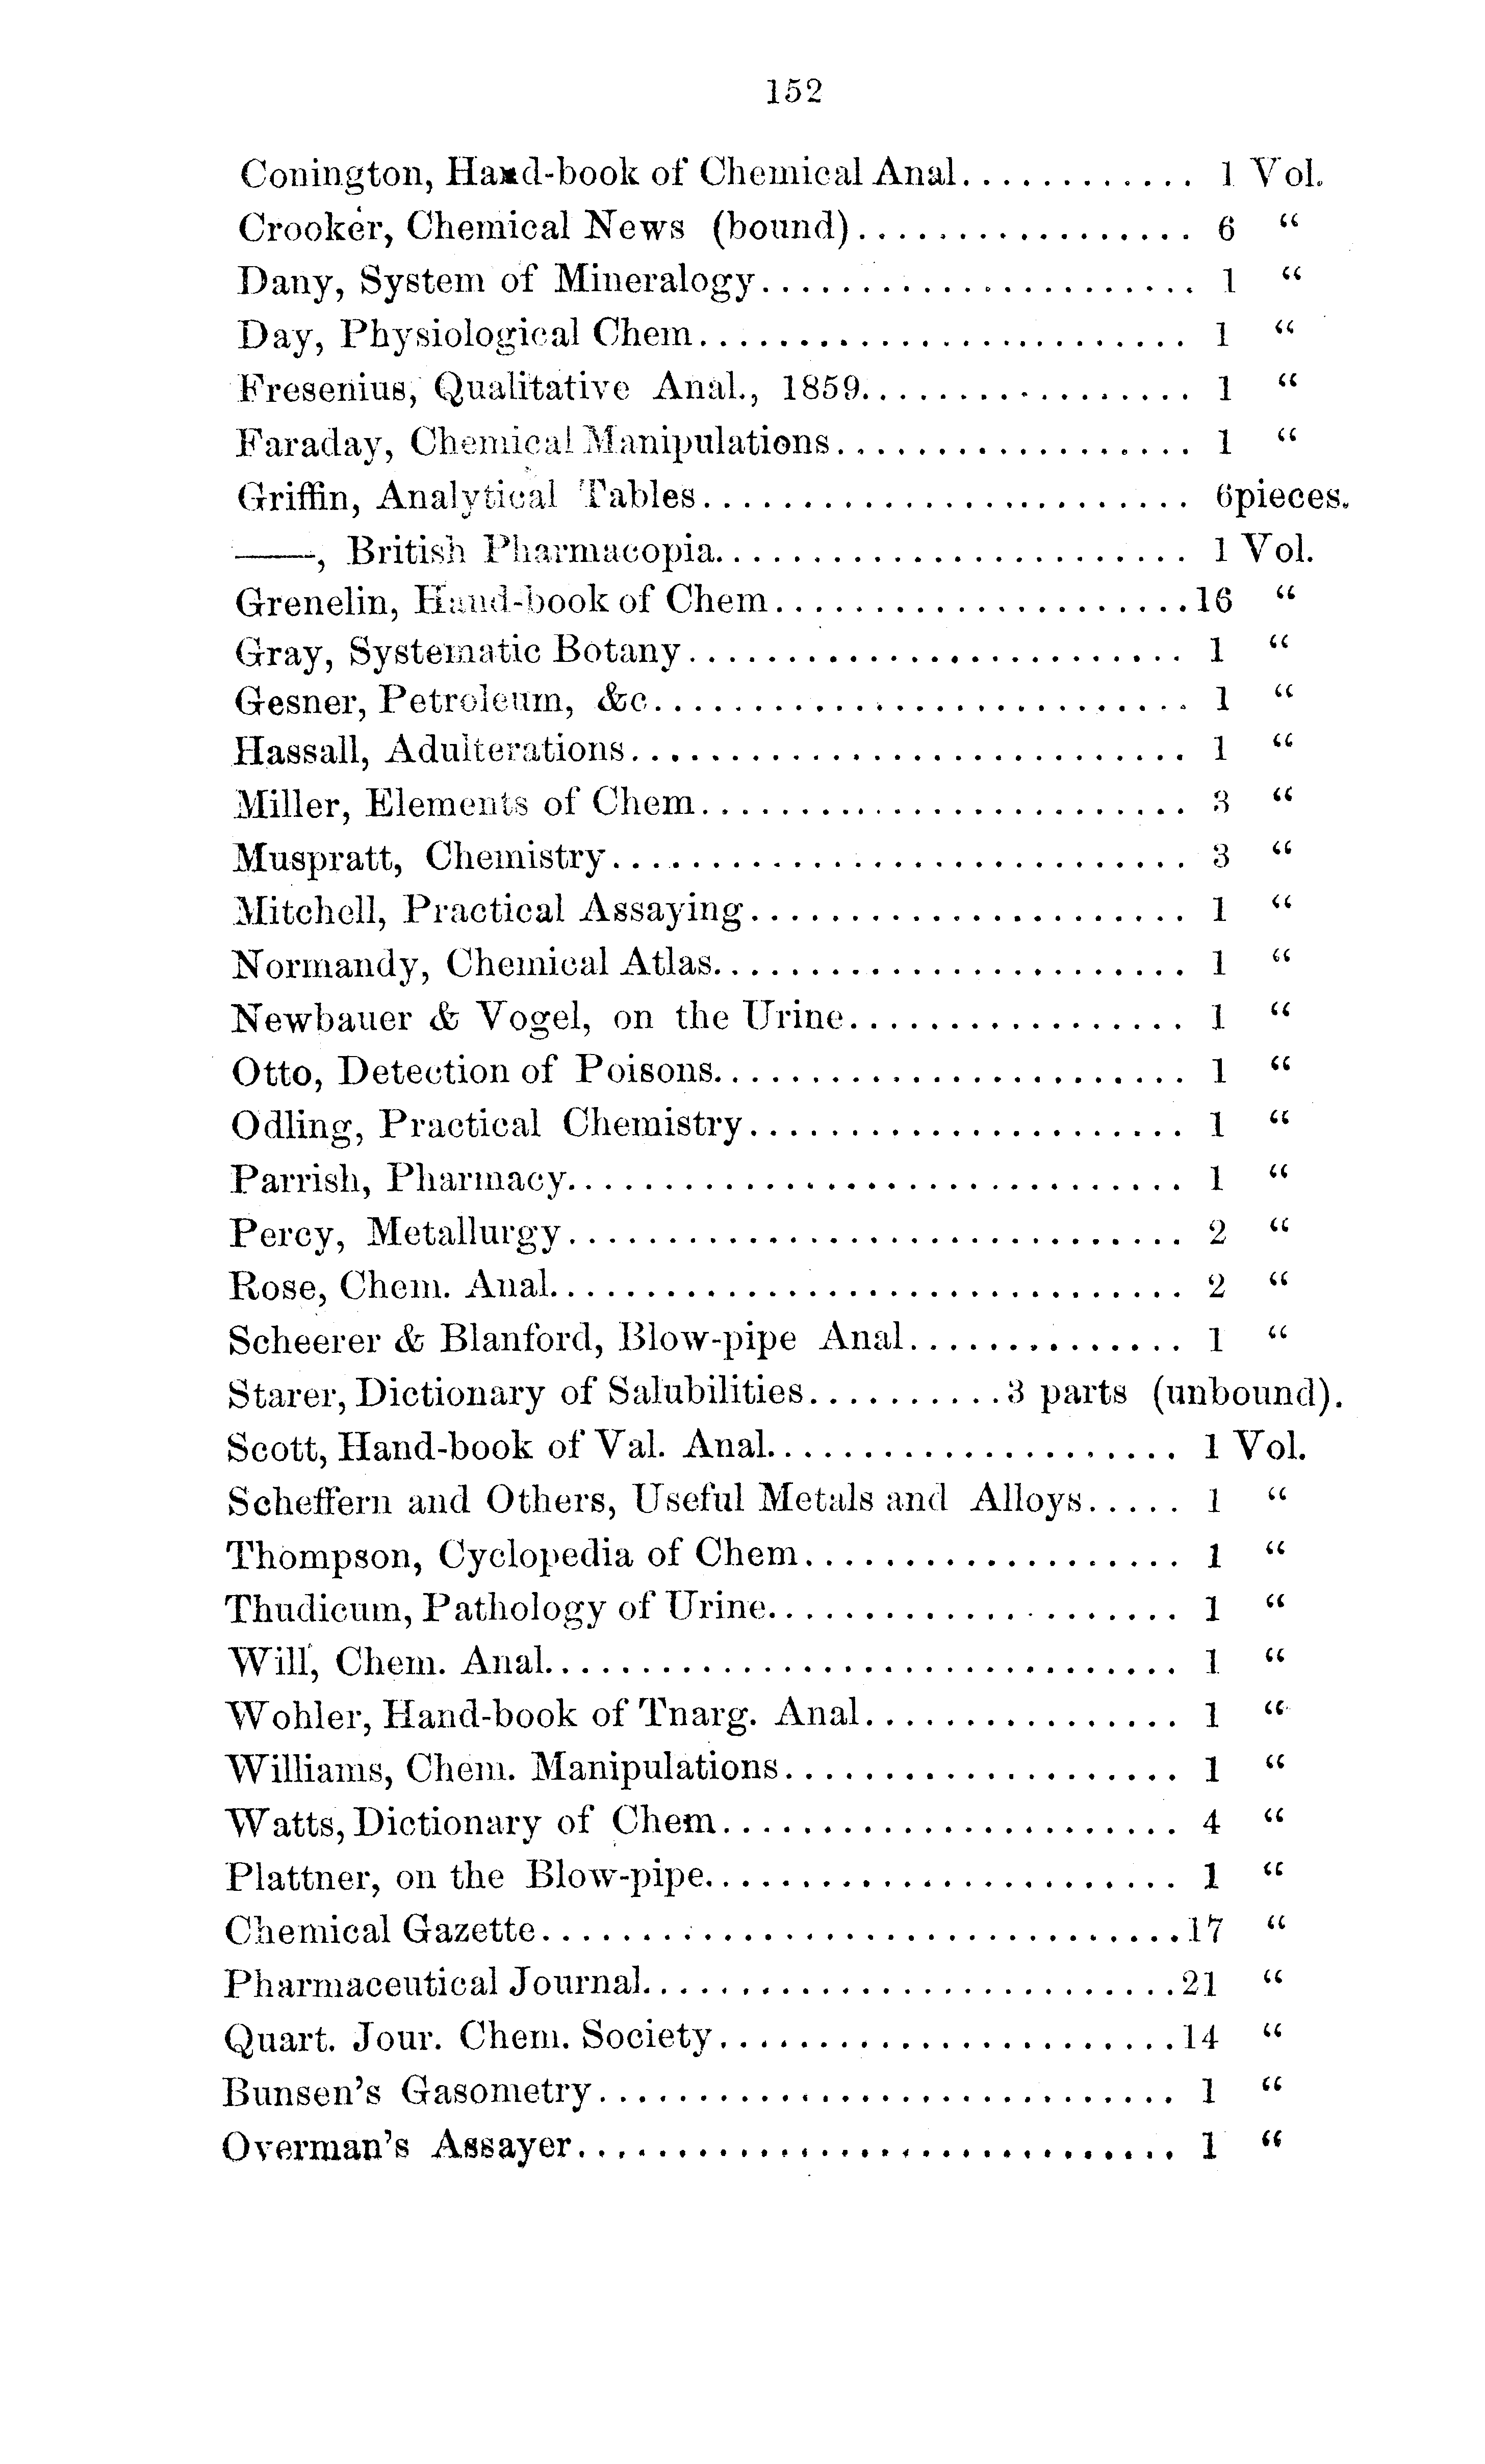 152
Conington, Hand-book of Chemical Anal............. 1 Vol.
Crooker, Chemical News (bound)................. 6 “
Dany, System of Mineralogy...................... 1 “
Day, Physiological Chem......................... 1 “
Fresenius, Qualitative Anal., 1859................. 1 “
Faraday, Chemical Manipulations.................. 1 “
Griffin, Analytical Tables......................... 6pieces.
——, British Pharmacopia........................ 1 Vol.
Grenelin, Hand-book of Chem.....................16 “
Gray, Systematic Botany......................... 1 “
Gesner, Petroleum, &c........................... 1 “
Hassall, Adulterations............................ 1 “
Miller, Elements of Chem......................... 3 “
Muspratt, Chemistry............................. 3 “
Mitchell, Practical Assaying...................... 1 “
Normandy, Chemical Atlas........................ 1 “
Newbauer & Vogel, on the Urine................. 1 “
Otto, Detection of Poisons........................ 1 “
Odling, Practical Chemistry...................... 1 “
Parrish, Pharmacy............................... 1 “
Percy, Metallurgy............................... 2 “
Rose, Chem. Anal................................ 2 “
Scheerer & Blanford, Blow-pipe Anal.............. 1 “
Starer, Dictionary of Salubilities..........3 parts (unbound).
Scott, Hand-book of Val. Anal..................... 1 Vol.
Scheffern and Others, Useful Metals and Alloys..... 1 “
Thompson, Cyclopedia of Chem................... 1 “
Thudicum, Pathology of Urine..................... 1 “
Will, Chem. Anal................................ 1 “
Wohler, Hand-book of Tnarg. Anal................ 1 “
Williams, Chem. Manipulations.................... 1 “
Watts, Dictionary of Chem....................... 4 “
Plattner, on the Blow-pipe........................ 1 “
Chemical Gazette................................17 “
Pharmaceutical Journal...........................21 “
Quart. Jour. Chem. Society.......................14 “
Bunsen’s Gasometry............................. 1 “
Overman’s Assayer.............................. 1 “